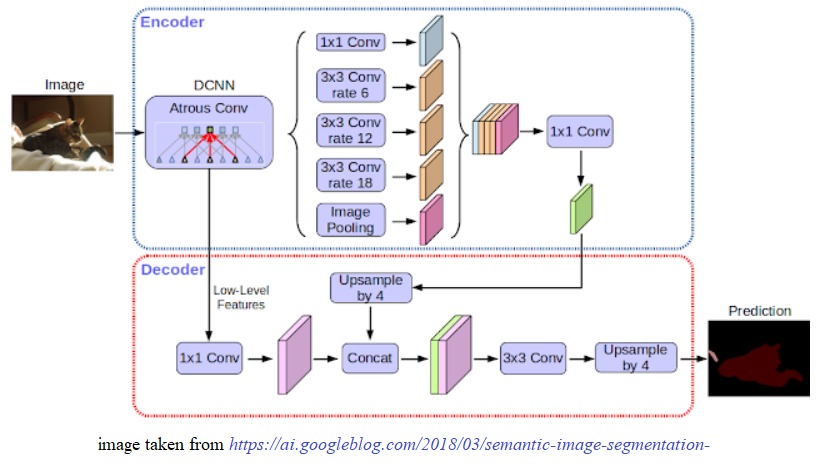 Encoder
Image
DCNN
Atrous Conv
1x1 Conv
3x3 Conv
rate 6
3x3 Conv
rate 12
3x3 Conv
rate 18
Image
Pooling
1x1 Conv
Decoder
Low-Level
Features
Upsample
by 4
1x1 Conv
Concat
3x3 Conv
Upsample
by 4
Prediction
image taken from https://ai.googleblog.com/2018/03/semantic-image-segmentation-